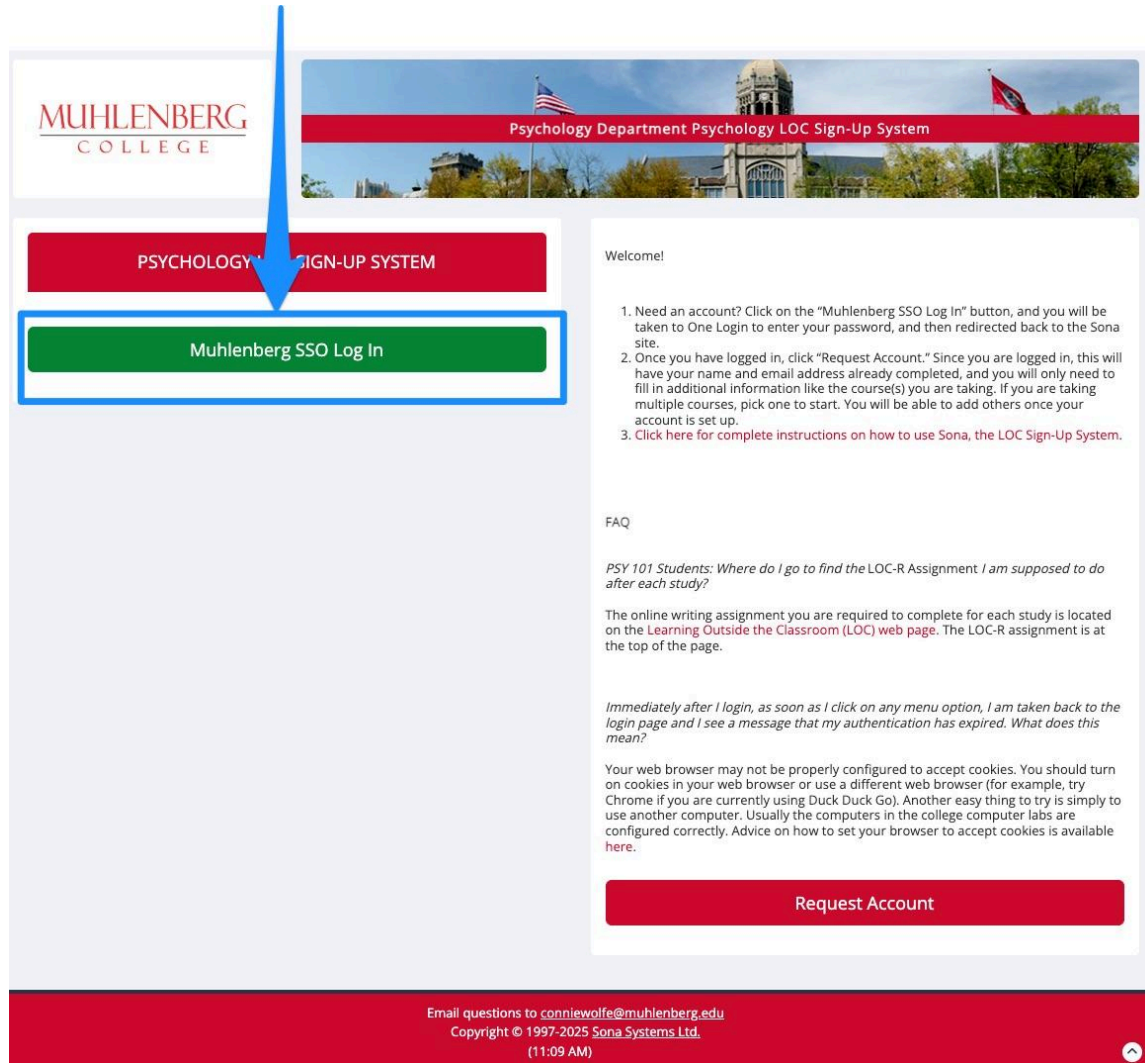 MUHLENBERG
COLLEGE
Psychology Department Psychology LOC Sign-Up System
PSYCHOLOGY SIGN-UP SYSTEM
Muhlenberg SSO Log In
Welcome!
1. Need an account? Click on the “Muhlenberg SSO Log In” button, and you will be
taken to One Login to enter your password, and then redirected back to the Sona
site.
2. Once you have logged in, click “Request Account.” Since you are logged in, this will
have your name and email address already completed, and you will only need to
fill in additional information like the course(s) you are taking. If you are taking
multiple courses, pick one to start. You will be able to add others once your
account is set up.
3. Click here for complete instructions on how to use Sona, the LOC Sign-Up System.
FAQ
PSY 101 Students: Where do I go to find the LOC-R Assignment I am supposed to do
after each study?
The online writing assignment you are required to complete for each study is located
on the Learning Outside the Classroom (LOC) web page. The LOC-R assignment is at
the top of the page.
Immediately after I login, as soon as I click on any menu option, I am taken back to the
login page and I see a message that my authentication has expired. What does this
mean?
Your web browser may not be properly configured to accept cookies. You should turn
on cookies in your web browser or use a different web browser (for example, try
Chrome if you are currently using Duck Duck Go). Another easy thing to try is simply to
use another computer. Usually the computers in the college computer labs are
configured correctly. Advice on how to set your browser to accept cookies is available
here.
Request Account
Email questions to conniewolfe@muhlenberg.edu
Copyright © 1997-2025 Sona Systems Ltd.
(11:09 AM)